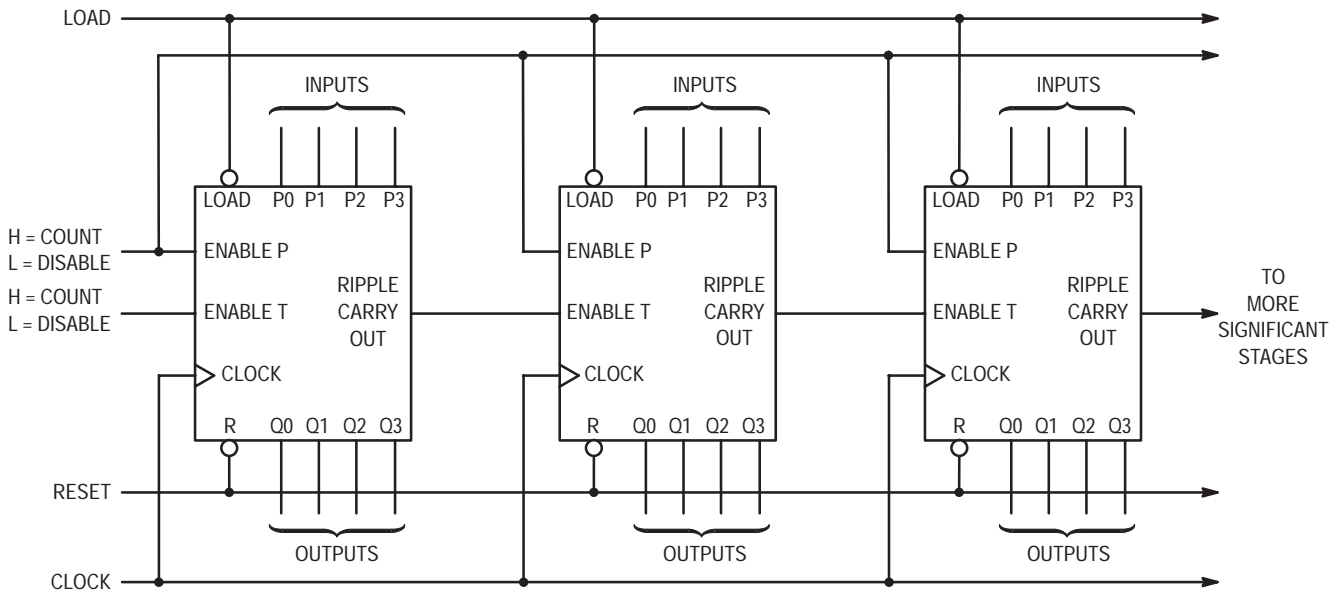 LOAD
INPUTS
INPUTS
INPUTS
LOAD P0 P1 P2 P3
LOAD P0 P1 P2 P3
LOAD P0 P1 P2 P3
H = COUNT
L = DISABLE
ENABLE P
ENABLE P
ENABLE P
H = COUNT
L = DISABLE
ENABLE T
RIPPLE
CARRY
OUT
ENABLE T
RIPPLE
CARRY
OUT
ENABLE T
RIPPLE
CARRY
OUT
TO
MORE
SIGNIFICANT
STAGES
CLOCK
CLOCK
CLOCK
R Q0 Q1 Q2 Q3
R Q0 Q1 Q2 Q3
R Q0 Q1 Q2 Q3
RESET
OUTPUTS
OUTPUTS
OUTPUTS
CLOCK